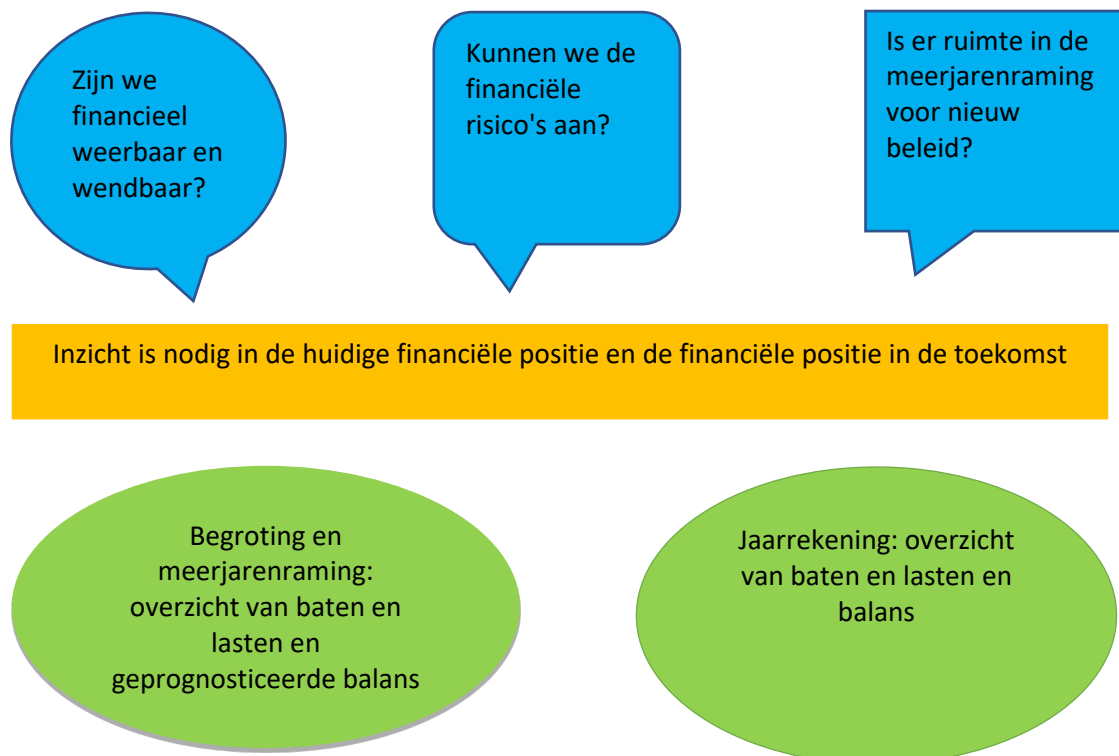 Zijn we
financieel
weerbaar en
wendbaar?
Kunnen we de
financiële
risico's aan?
Is er ruimte in de
meerjarenraming
voor nieuw
beleid?
Inzicht is nodig in de huidige financiële positie en de financiële positie in de toekomst
Begroting en
meerjarenraming:
overzicht van baten en
lasten en
geprognosticeerde balans
Jaarrekening: overzicht
van baten en lasten en
balans